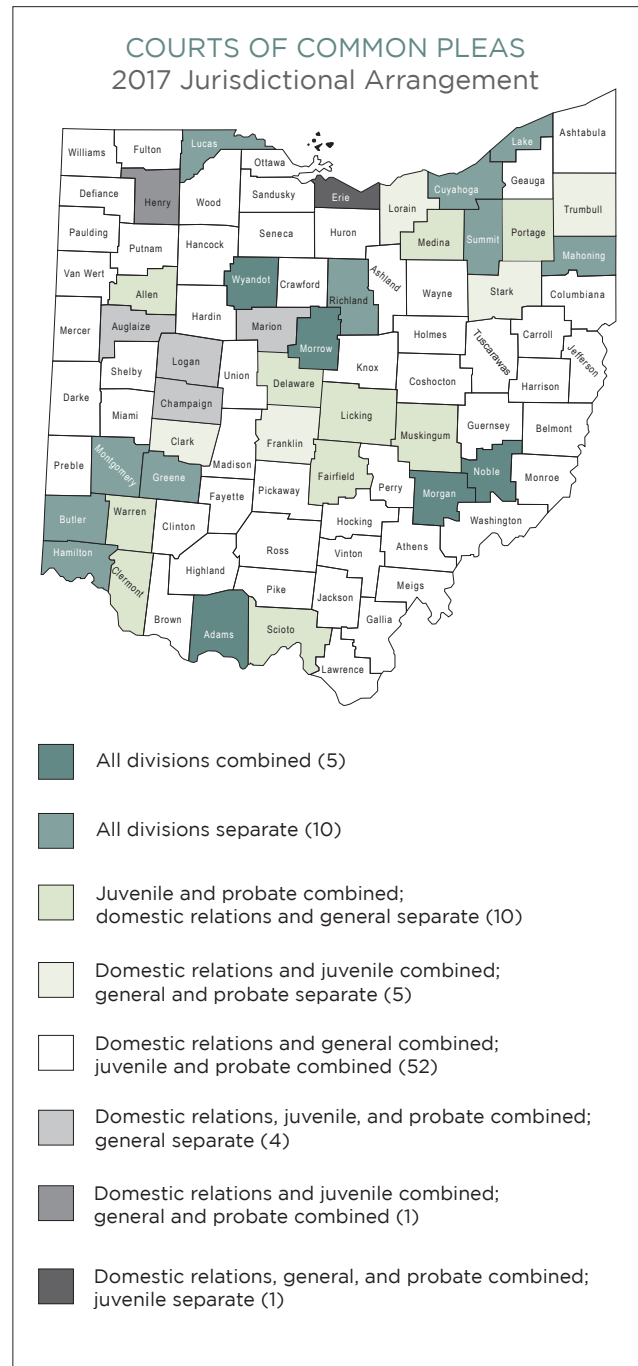 COURTS OF COMMON PLEAS
2017 Jurisdictional Arrangement
Williams
Fulton
Lucas
Ottawa
Lake
Ashtabula
Geauga
Cuyahoga
Defiance
Henry
Wood
Sandusky
Erie
Lorain
Trumbull
Paulding
Putnam
Hancock
Seneca
Huron
Medina
Summit
Portage
Mahoning
Van Wert
Allen
Wyandot
Crawford
Richland
Ashland
Wayne
Stark
Columbiana
Mercer
Auglaize
Hardin
Marion
Morrow
Holmes
Tuscarawas
Carroll
Jefferson
Shelby
Logan
Union
Knox
Coshocton
Harrison
Darke
Miami
Champaign
Delaware
Licking
Muskingum
Guernsey
Belmont
Preble
Montgomery
Clark
Greene
Madison
Franklin
Fairfield
Perry
Morgan
Noble
Monroe
Butler
Warren
Clinton
Fayette
Pickaway
Hocking
Athens
Washington
Hamilton
Clermont
Highland
Ross
Vinton
Meigs
Brown
Adams
Pike
Scioto
Jackson
Gallia
Lawrence
All divisions combined (5)
All divisions separate (10)
Juvenile and probate combined;
domestic relations and general separate (10)
Domestic relations and juvenile combined;
general and probate separate (5)
Domestic relations and general combined;
juvenile and probate combined (52)
Domestic relations, juvenile, and probate combined;
general separate (4)
Domestic relations and juvenile combined;
general and probate combined (1)
Domestic relations, general, and probate combined;
juvenile separate (1)